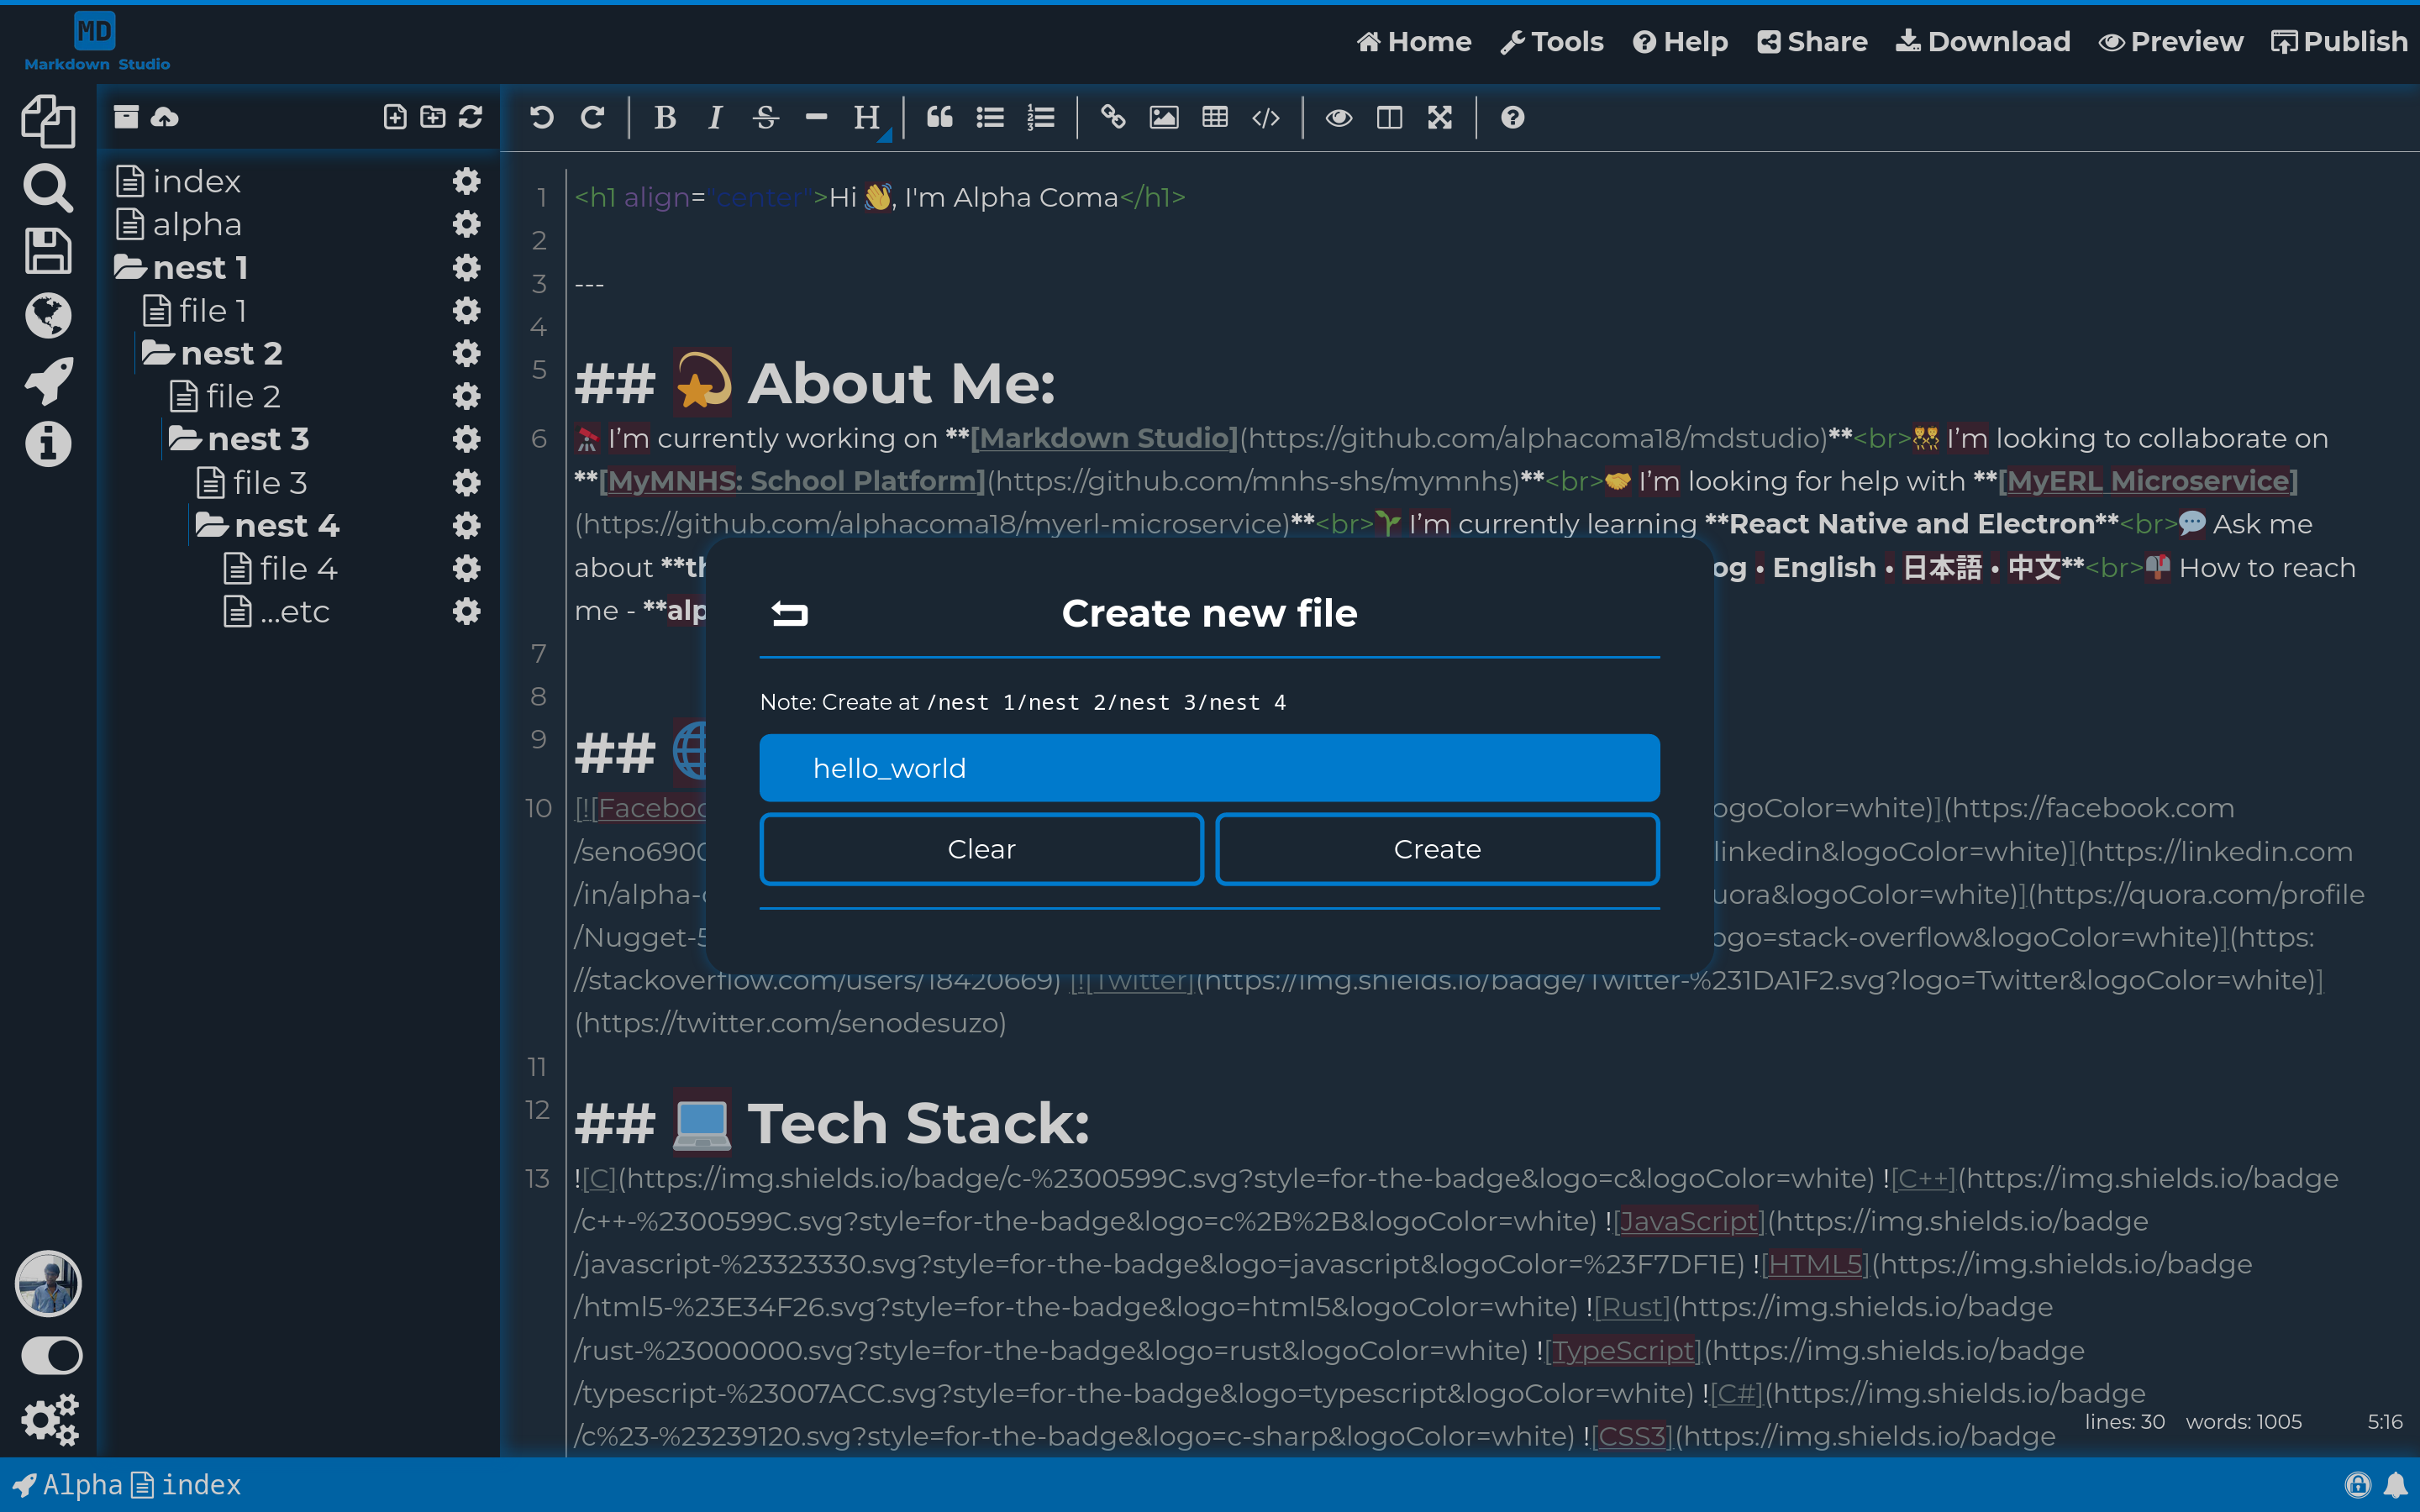 MD
Markdown Studio
Home Tools Help Share Download Preview Publish
index
alpha
nest 1
file 1
nest 2
file 2
nest 3
file 3
nest 4
file 4
...etc
B I S H
1 <h1 align="center">Hi 👋, I'm Alpha Coma</h1>
2
3 ---
4
5 ## 💫 About Me:
6 🔭 I’m currently working on **[Markdown Studio](https://github.com/alphacoma18/mdstudio)**<br>👯 I’m looking to collaborate on
**[MyMNHS: School Platform](https://github.com/mnhs-shs/mymnhs)**<br>🤝 I’m looking for help with **[MyERL Microservice]
(https://github.com/alphacoma18/myerl-microservice)**<br>🌱 I’m currently learning **React Native and Electron**<br>💬 Ask me
about **th og • English • 日本語 • 中文**<br>📫 How to reach
me - **alp
7
8
9 ## 🌐
10 [![Faceboo ogoColor=white)](https://facebook.com
/seno6900 linkedin&logoColor=white)](https://linkedin.com
/in/alpha- uora&logoColor=white)](https://quora.com/profile
/Nugget-5 ogo=stack-overflow&logoColor=white)](https:
//stackoverflow.com/users/18420669) [![Twitter](https://img.shields.io/badge/Twitter-%231DA1F2.svg?logo=Twitter&logoColor=white)]
(https://twitter.com/senodesuzo)
11
12 ## 💻 Tech Stack:
13 ![C](https://img.shields.io/badge/c-%2300599C.svg?style=for-the-badge&logo=c&logoColor=white) ![C++](https://img.shields.io/badge
/c++-%2300599C.svg?style=for-the-badge&logo=c%2B%2B&logoColor=white) ![JavaScript](https://img.shields.io/badge
/javascript-%23323330.svg?style=for-the-badge&logo=javascript&logoColor=%23F7DF1E) ![HTML5](https://img.shields.io/badge
/html5-%23E34F26.svg?style=for-the-badge&logo=html5&logoColor=white) ![Rust](https://img.shields.io/badge
/rust-%23000000.svg?style=for-the-badge&logo=rust&logoColor=white) ![TypeScript](https://img.shields.io/badge
/typescript-%23007ACC.svg?style=for-the-badge&logo=typescript&logoColor=white) ![C#](https://img.shields.io/badge
/c%23-%23239120.svg?style=for-the-badge&logo=c-sharp&logoColor=white) ![CSS3](https://img.shields.io/badge
Create new file
Note: Create at /nest 1/nest 2/nest 3/nest 4
hello_world
Clear Create
lines: 30 words: 1005 5:16
Alpha index